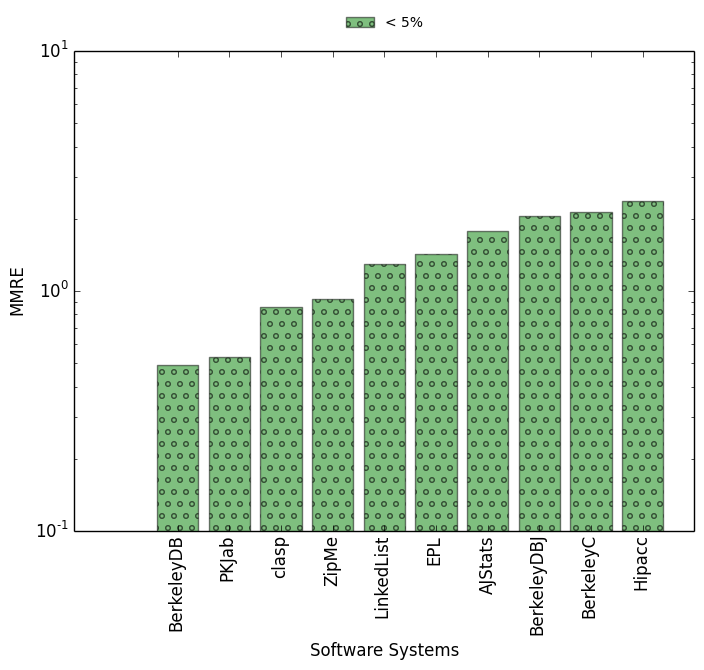 < 5%
10^1
10^0
10^-1
MMRE
BerkeleyDB
PKJab
clasp
ZipMe
LinkedList
EPL
AJStats
BerkeleyDBJ
BerkeleyC
Hipacc
Software Systems